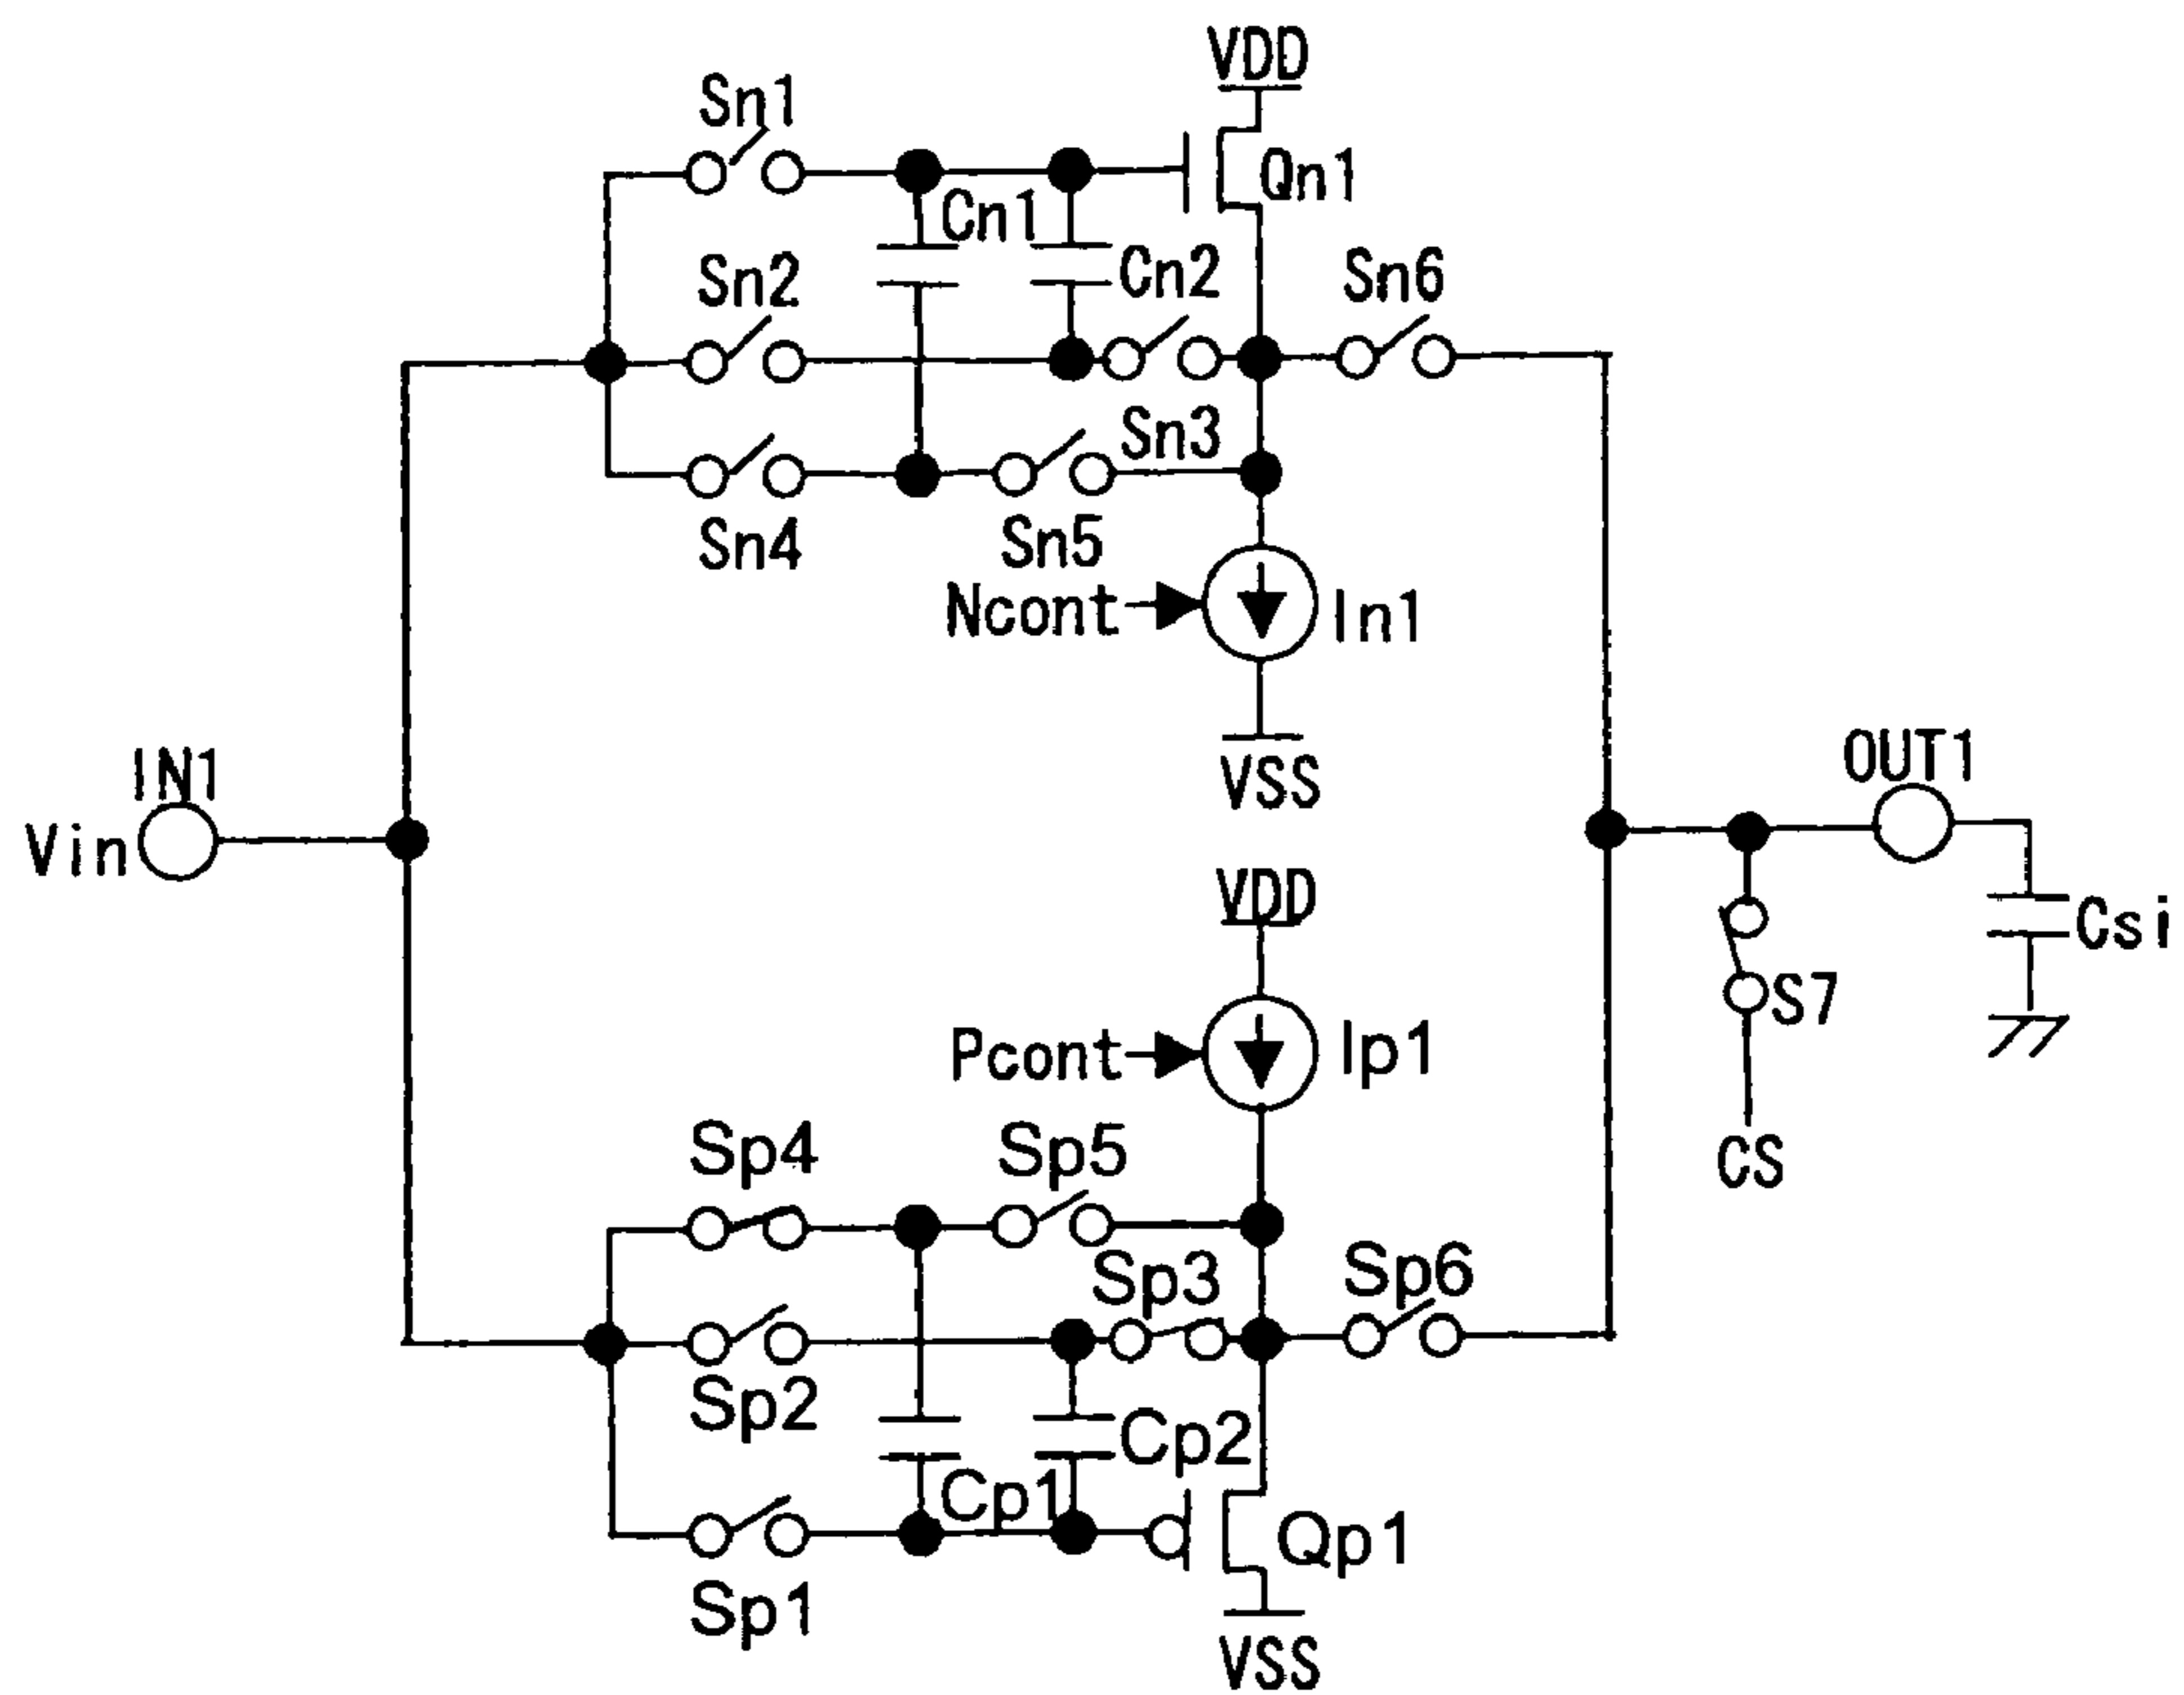 VDD
Sn1
Qn1
Cn1
Sn2
Cn2
Sn6
Sn3
Sn4
Sn5
Ncont
In1
VSS
IN1
OUT1
Vin
VDD
Csi
S7
Pcont
Ip1
CS
Sp4
Sp5
Sp3
Sp6
Sp2
Cp2
Cp1
Qp1
Sp1
VSS